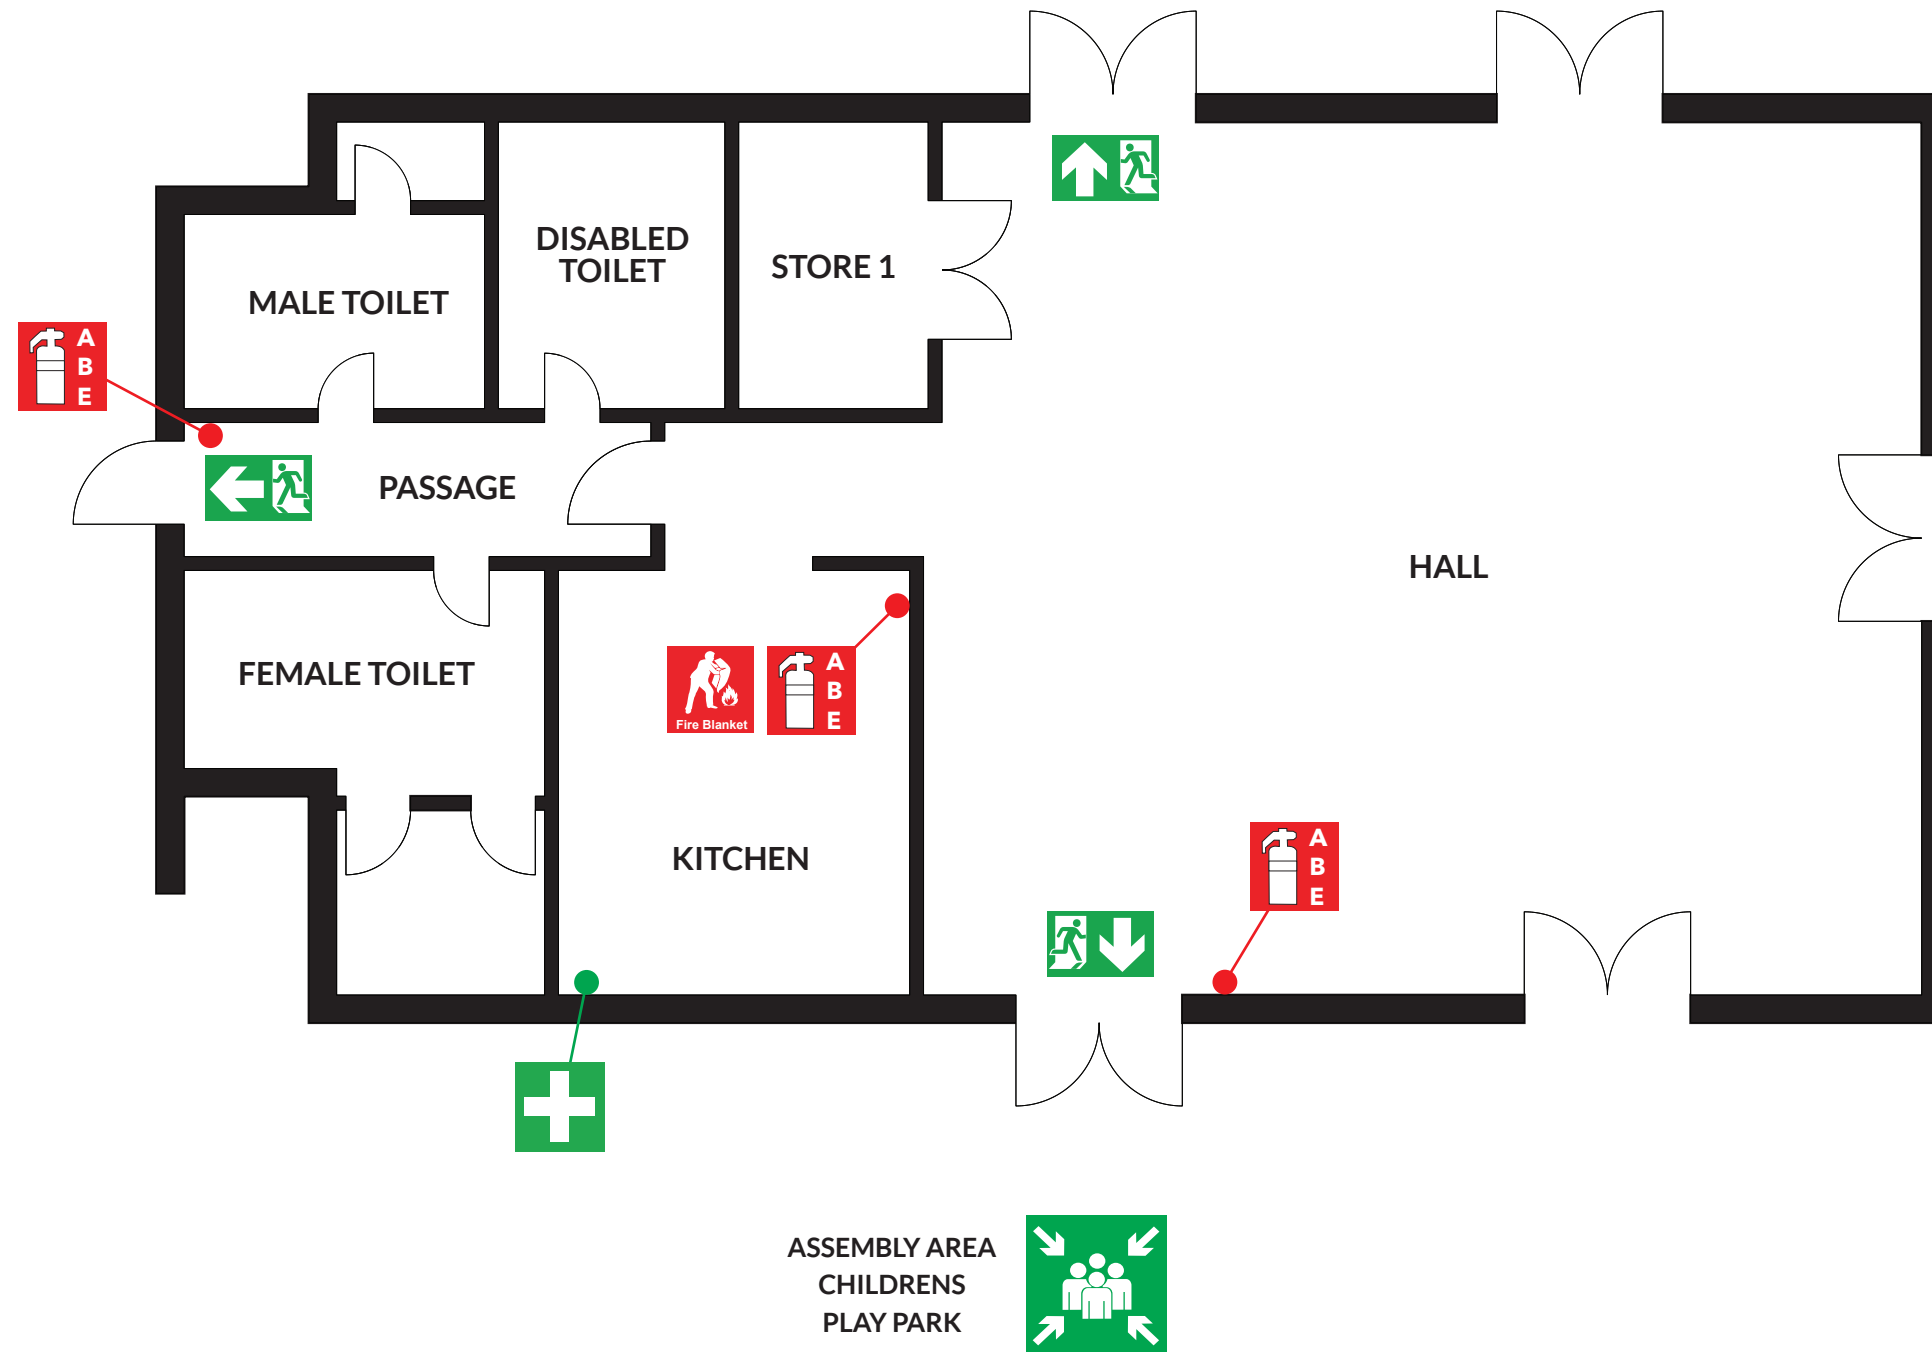 DISABLED
TOILET
STORE 1
MALE TOILET
A
B
E
PASSAGE
HALL
FEMALE TOILET
Fire Blanket
A
B
E
KITCHEN
A
B
E
ASSEMBLY AREA
CHILDRENS
PLAY PARK